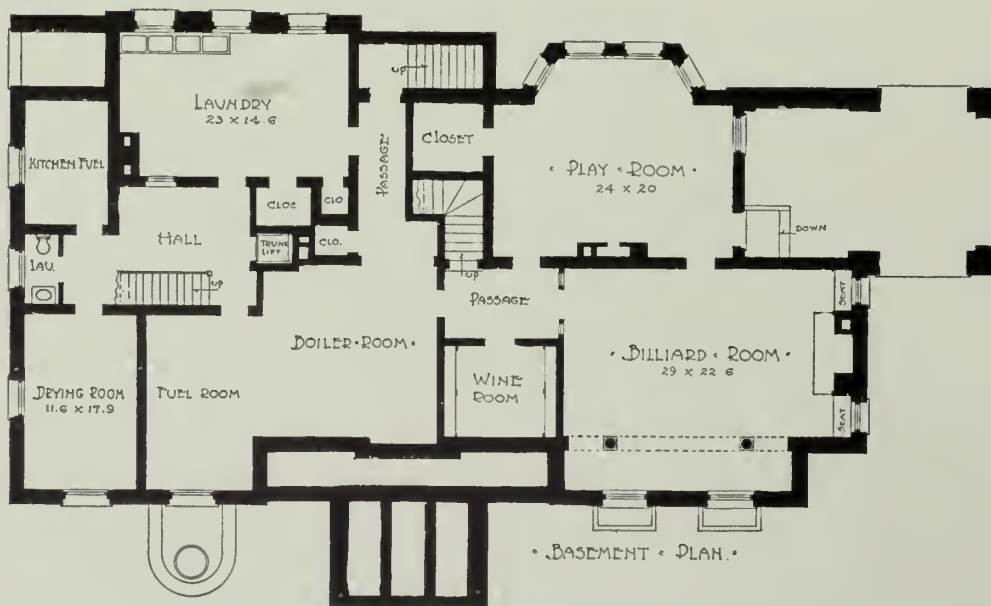 UP
LAUNDRY
23 × 14.6
KITCHEN FUEL
PASSAGE
CLOSET
• PLAY • ROOM •
24 × 20
CLOS
CLO
HALL
TRUNK
LIFT
CLO.
DOWN
LAV.
UP
UP
PASSAGE
SEAT
BOILER • ROOM •
• BILLIARD • ROOM •
29 × 22 6
WINE
ROOM
DRYING ROOM
11.6 × 17.9
FUEL ROOM
SEAT
• BASEMENT • PLAN. •